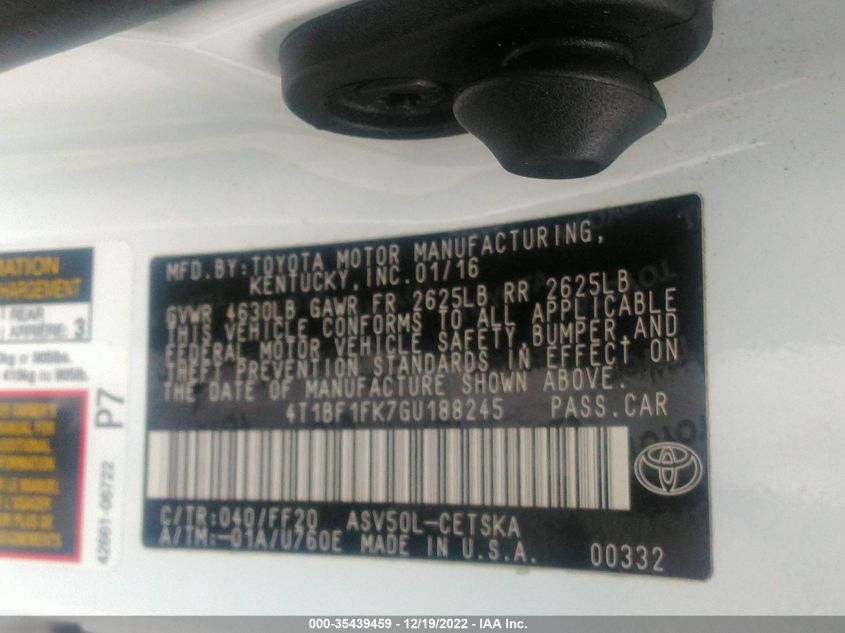 MFD.BY:TOYOTA MOTOR MANUFACTURING,
KENTUCKY,INC.01/16
GVWR 4630LB GAWR FR 2625LB RR 2625LB
THIS VEHICLE CONFORMS TO ALL APPLICABLE
FEDERAL MOTOR VEHICLE SAFETY,BUMPER,AND
THEFT PREVENTION STANDARDS IN EFFECT ON
THE DATE OF MANUFACTURE SHOWN ABOVE.
4T1BF1FK7GU188245 PASS.CAR
C/TR:040/FF20 ASV50L-CETSKA
A/TM:-01A/U760E MADE IN U.S.A.
00332
REAR
ARRIÈRE: 3
P7
42661-06722
000-35439459 - 12/19/2022 - IAA Inc.